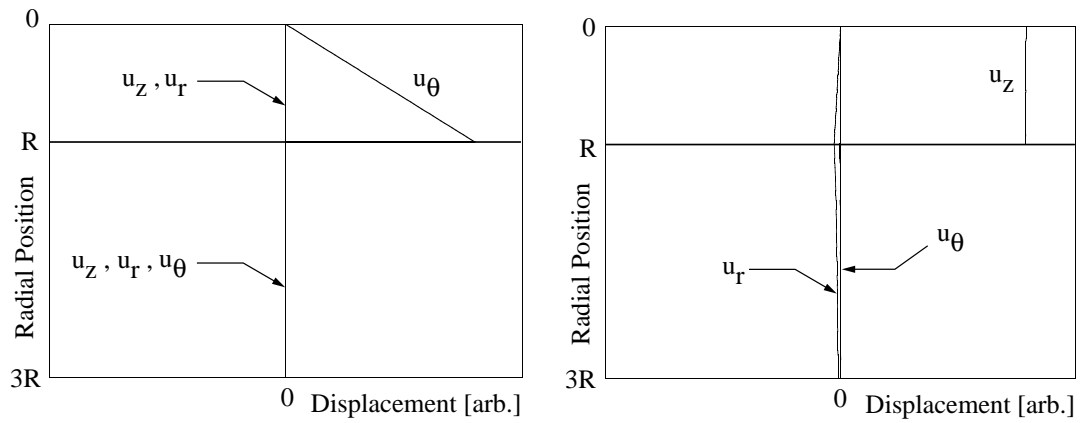 0
u_z , u_r
u_θ
R
Radial Position
u_z , u_r , u_θ
3R
0
Displacement [arb.]
0
u_z
R
Radial Position
u_θ
u_r
3R
0
Displacement [arb.]